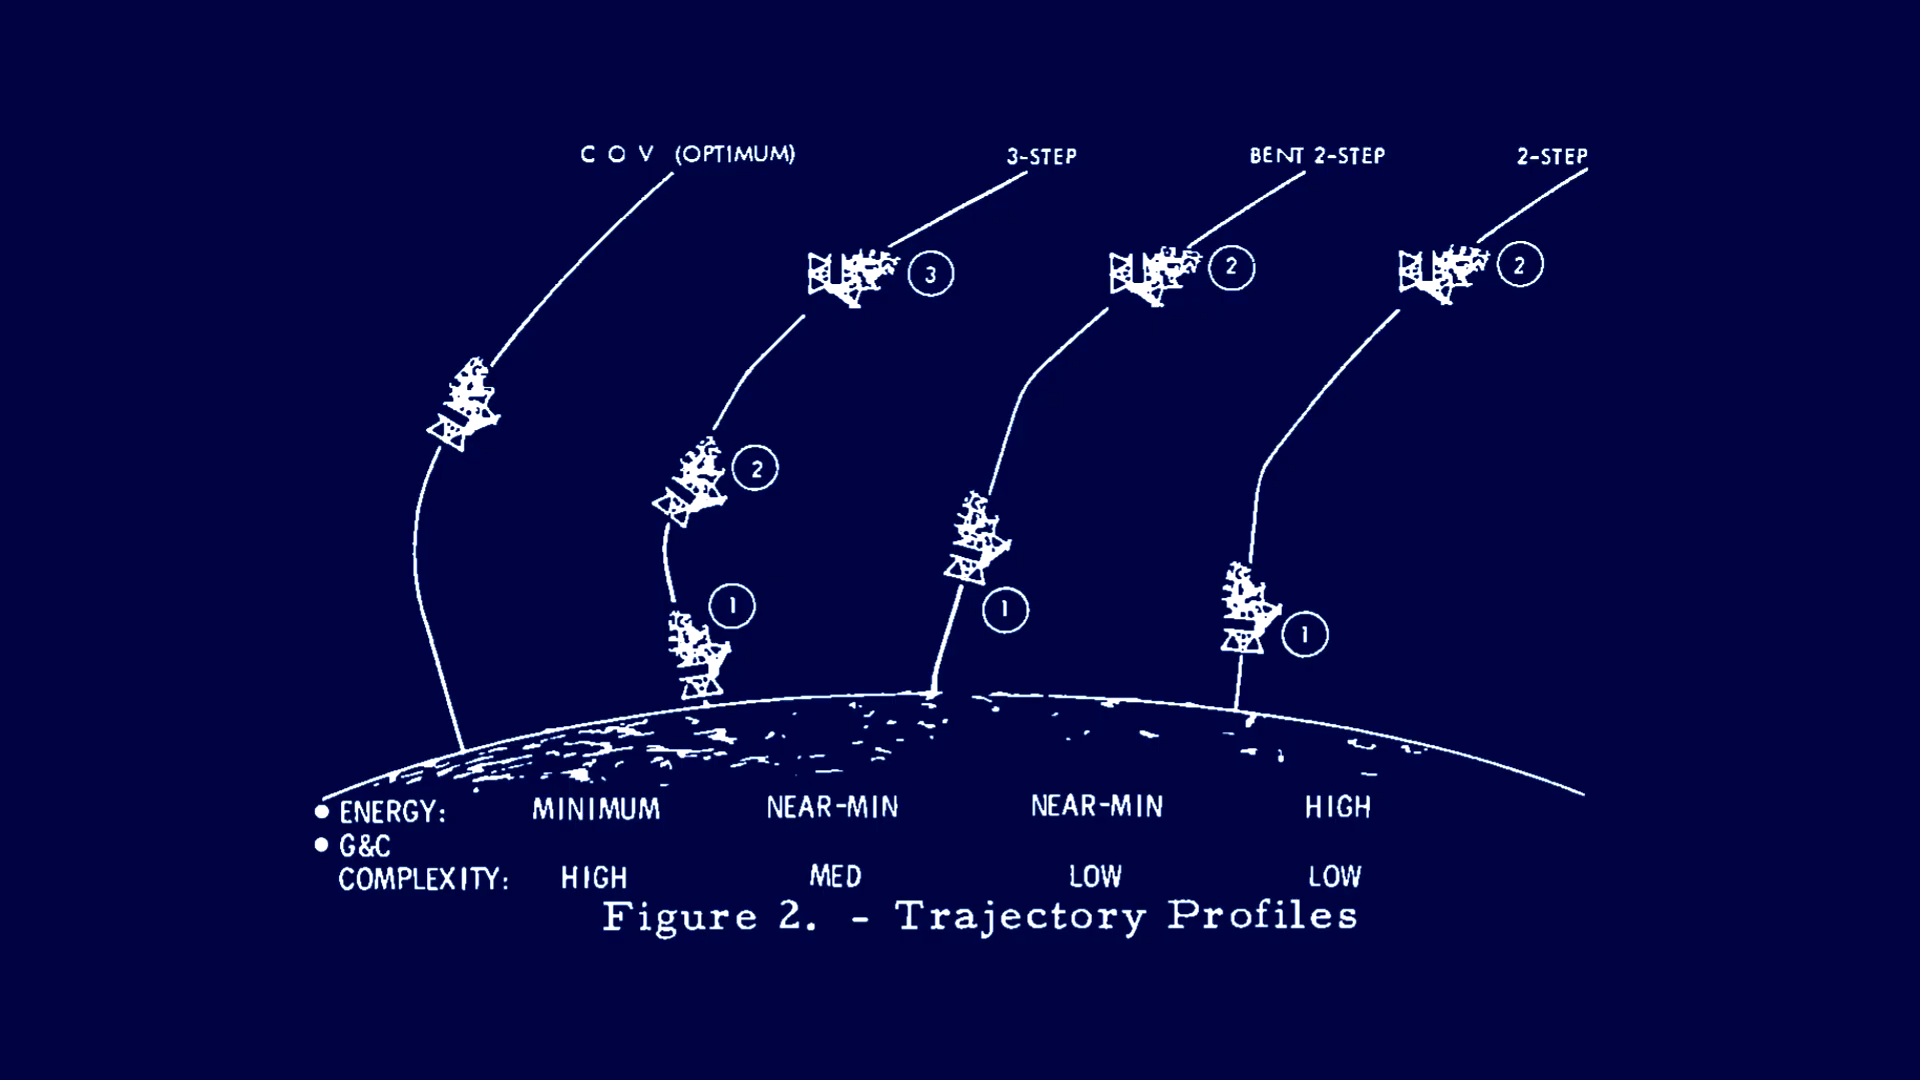 C O V (OPTIMUM) 3-STEP BENT 2-STEP 2-STEP
3 2 2
2
1 1 1
● ENERGY: MINIMUM NEAR-MIN NEAR-MIN HIGH
● G&C
COMPLEXITY: HIGH MED LOW LOW
Figure 2. - Trajectory Profiles